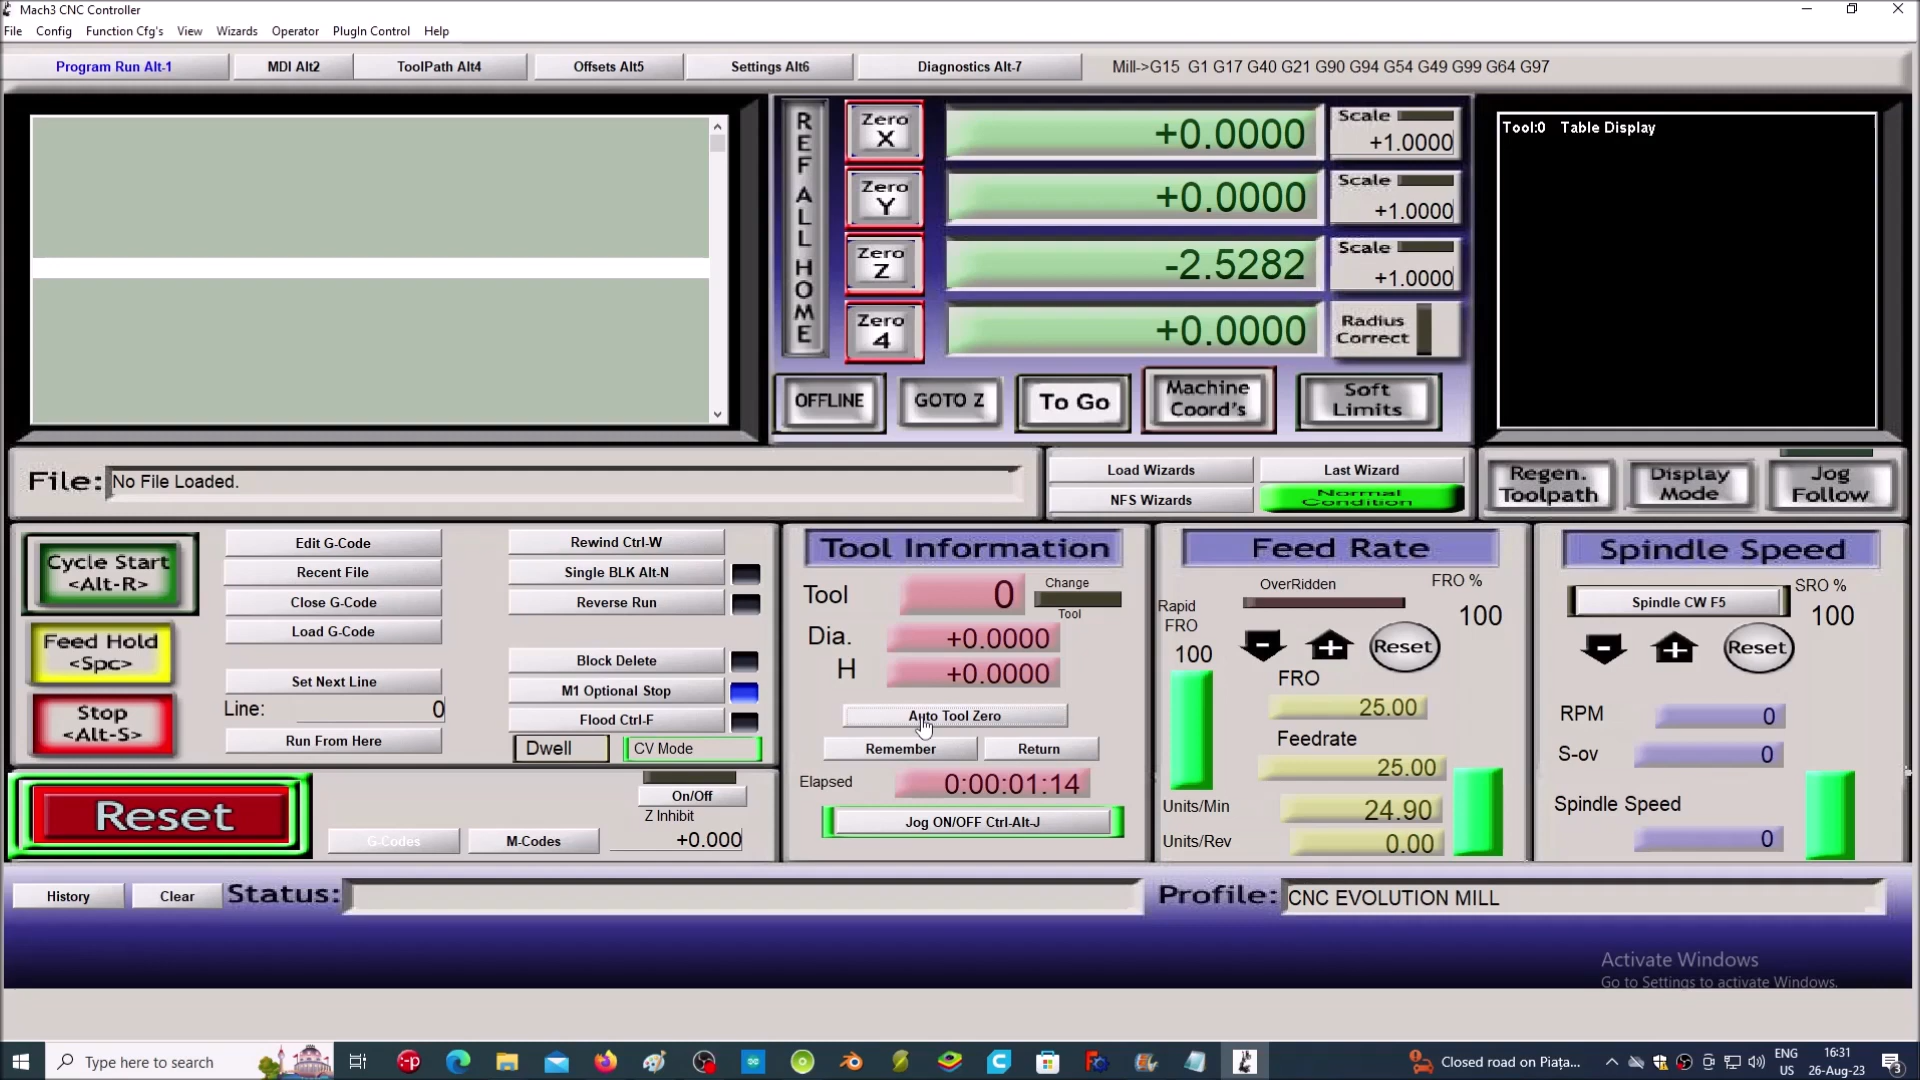 Mach3 CNC Controller
File Config Function Cfg's View Wizards Operator PlugIn Control Help
Program Run Alt-1 MDI Alt2 ToolPath Alt4 Offsets Alt5 Settings Alt6 Diagnostics Alt-7 Mill->G15 G1 G17 G40 G21 G90 G94 G54 G49 G99 G64 G97
REF ALL HOME
Zero X +0.0000 Scale +1.0000
Zero Y +0.0000 Scale +1.0000
Zero Z -2.5282 Scale +1.0000
Zero 4 +0.0000 Radius Correct
OFFLINE GOTO Z To Go Machine Coord's Soft Limits
Tool:0 Table Display
File: No File Loaded.
Load Wizards Last Wizard
NFS Wizards Normal Condition
Regen. Toolpath Display Mode Jog Follow
Cycle Start <Alt-R>
Feed Hold <Spc>
Stop <Alt-S>
Edit G-Code
Recent File
Close G-Code
Load G-Code
Set Next Line
Line: 0
Run From Here
Rewind Ctrl-W
Single BLK Alt-N
Reverse Run
Block Delete
M1 Optional Stop
Flood Ctrl-F
Dwell CV Mode
Reset
G-Codes M-Codes
On/Off
Z Inhibit
+0.000
Tool Information
Tool 0 Change Tool
Dia. +0.0000
H +0.0000
Auto Tool Zero
Remember Return
Elapsed 0:00:01:14
Jog ON/OFF Ctrl-Alt-J
Feed Rate
OverRidden FRO %
100
Rapid FRO
100
Reset
FRO
25.00
Feedrate
25.00
Units/Min 24.90
Units/Rev 0.00
Spindle Speed
Spindle CW F5 SRO %
100
Reset
RPM 0
S-ov 0
Spindle Speed
0
History Clear Status: Profile: CNC EVOLUTION MILL
Activate Windows
Go to Settings to activate Windows.
Type here to search
Closed road on Piața...
ENG
US
16:31
26-Aug-23
3